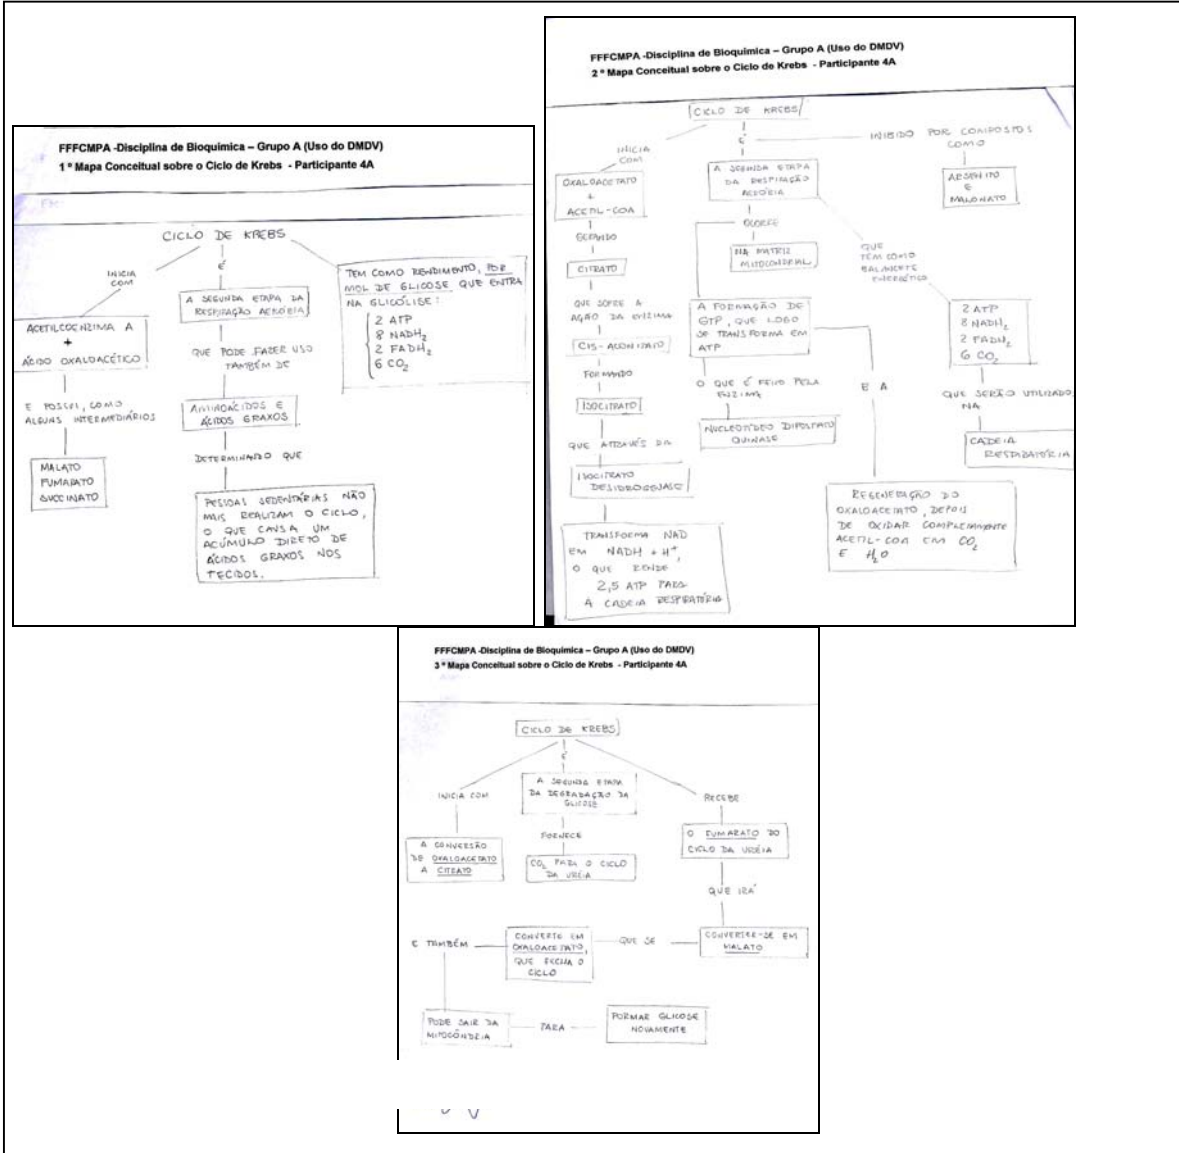 FFFCMPA -Disciplina de Bioquímica – Grupo A (Uso do DMDV)
1 º Mapa Conceitual sobre o Ciclo de Krebs - Participante 4A
CICLO DE KREBS
INICIA
COM
É
ACETILCOENZIMA A
+
ÁCIDO OXALOACÉTICO
E POSSUI, COMO
ALGUNS INTERMEDIÁRIOS
MALATO
FUMARATO
SUCCINATO
A SEGUNDA ETAPA DA
RESPIRAÇÃO AERÓBIA
QUE PODE FAZER USO
TAMBÉM DE
AMINOÁCIDOS E
ÁCIDOS GRAXOS
DETERMINANDO QUE
PESSOAS SEDENTÁRIAS NÃO
MAIS REALIZAM O CICLO,
O QUE CAUSA UM
ACÚMULO DIRETO DE
ÁCIDOS GRAXOS NOS
TECIDOS.
TEM COMO RENDIMENTO, POR
MOL DE GLICOSE QUE ENTRA
NA GLICÓLISE:
2 ATP
8 NADH2
2 FADH2
6 CO2
FFFCMPA -Disciplina de Bioquímica – Grupo A (Uso do DMDV)
2 º Mapa Conceitual sobre o Ciclo de Krebs - Participante 4A
CICLO DE KREBS
INICIA
COM
É
INIBIDO POR COMPOSTOS
COMO
OXALOACETATO
+
ACETIL-COA
GERANDO
CITRATO
QUE SOFRE A
AÇÃO DA ENZIMA
CIS-ACONITATO
FORMANDO
ISOCITRATO
QUE ATRAVÉS DA
ISOCITRATO
DESIDROGENASE
TRANSFORMA NAD
EM NADH + H+,
O QUE RENDE
2,5 ATP PARA
A CADEIA RESPIRATÓRIA
A SEGUNDA ETAPA
DA RESPIRAÇÃO
AERÓBIA
OCORRE
NA MATRIZ
MITOCONDRIAL
A FORMAÇÃO DE
GTP, QUE LOGO
SE TRANSFORMA EM
ATP
O QUE É FEITO PELA
ENZIMA
NUCLEOTÍDEO DIFOSFATO
QUINASE
E A
REGENERAÇÃO DO
OXALOACETATO, DEPOIS
DE OXIDAR COMPLETAMENTE
ACETIL-COA EM CO2
E H2O
ARSENITO
E
MALONATO
QUE
TEM COMO
BALANCETE
ENERGÉTICO
2 ATP
8 NADH2
2 FADH2
6 CO2
QUE SERÃO UTILIZADO
NA
CADEIA
RESPIRATÓRIA
FFFCMPA -Disciplina de Bioquímica – Grupo A (Uso do DMDV)
3 º Mapa Conceitual sobre o Ciclo de Krebs - Participante 4A
CICLO DE KREBS
INICIA COM
É
RECEBE
A CONVERSÃO
DE OXALOACETATO
A CITRATO
A SEGUNDA ETAPA
DA DEGRADAÇÃO DA
GLICOSE
FORNECE
CO2 PARA O CICLO
DA URÉIA
O FUMARATO DO
CICLO DA URÉIA
QUE IRÁ
CONVERTER-SE EM
MALATO
QUE SE
CONVERTE EM
OXALOACETATO,
QUE FECHA O
CICLO
E TAMBÉM
PODE SAIR DA
MITOCÔNDRIA
PARA
FORMAR GLICOSE
NOVAMENTE